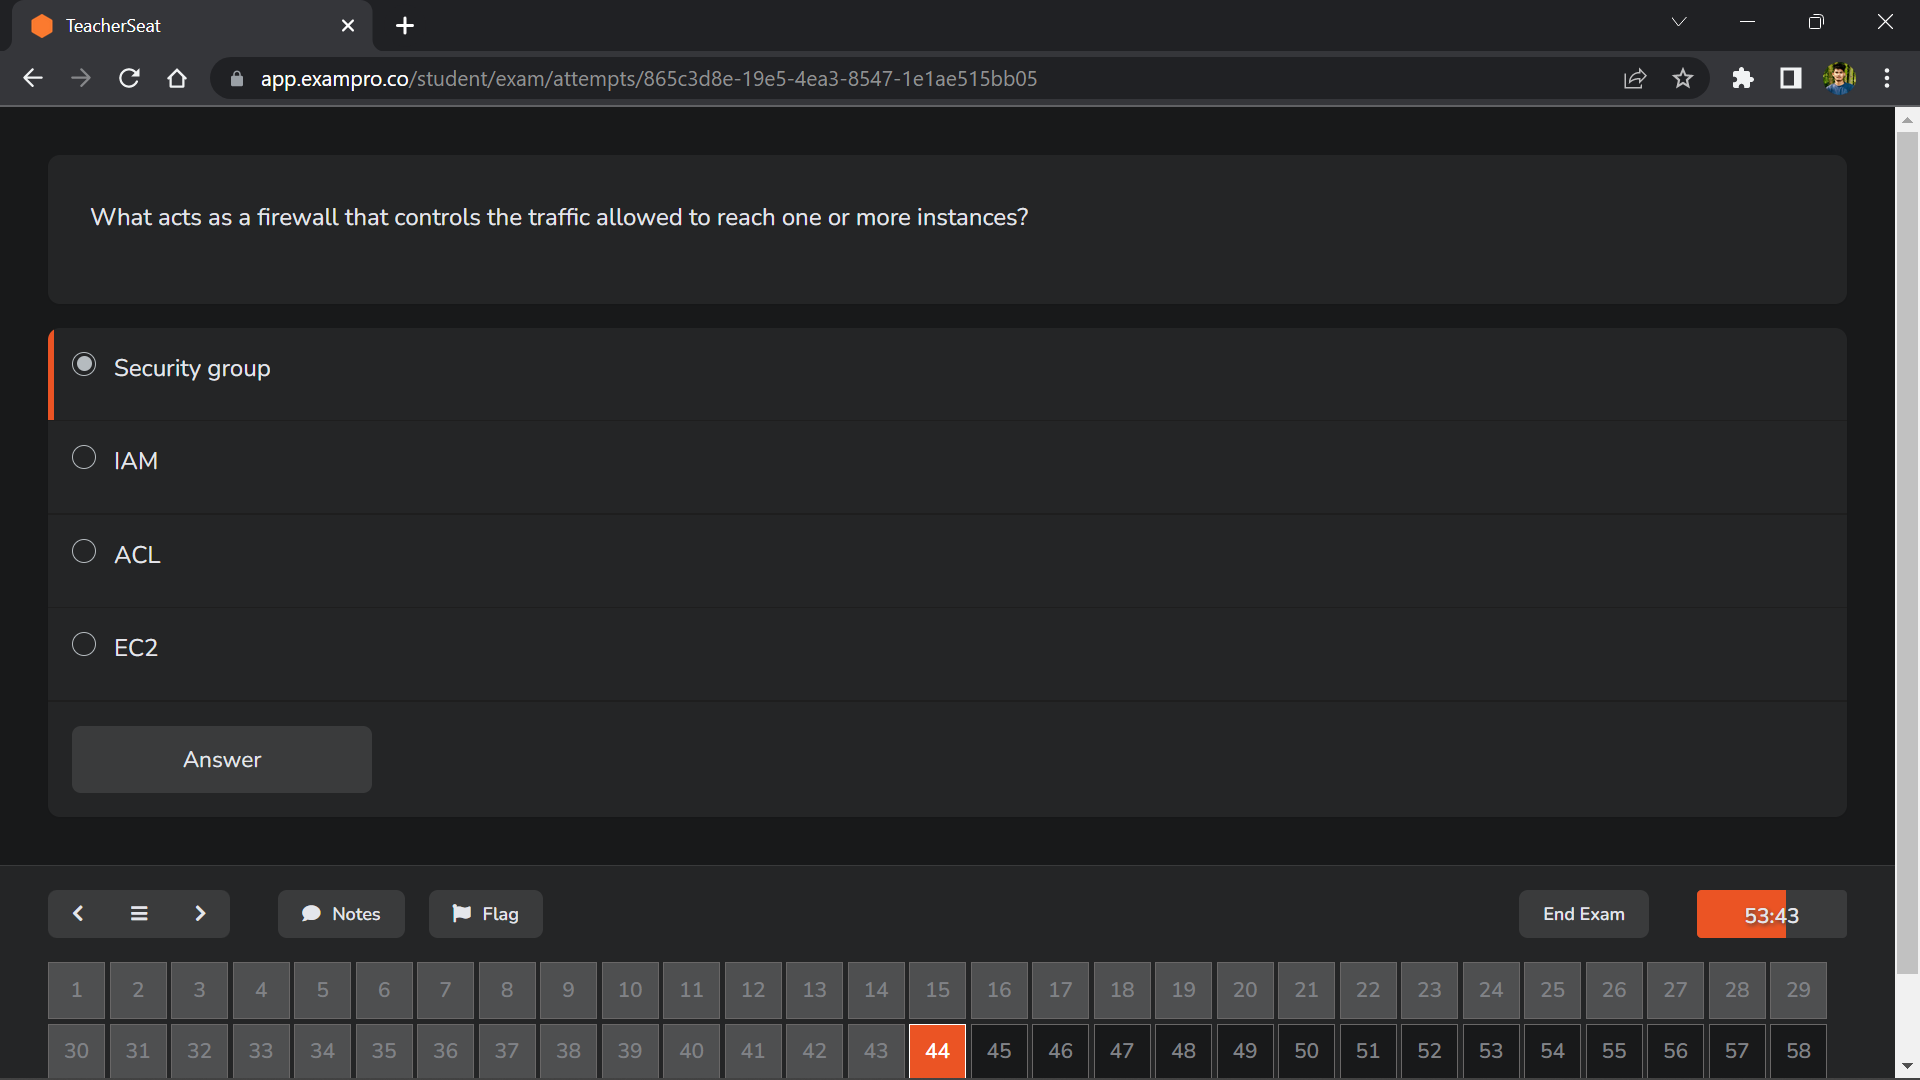 TeacherSeat
app.exampro.co/student/exam/attempts/865c3d8e-19e5-4ea3-8547-1e1ae515bb05
What acts as a firewall that controls the traffic allowed to reach one or more instances?
Security group
IAM
ACL
EC2
Answer
Notes
Flag
End Exam
53:43
1 2 3 4 5 6 7 8 9 10 11 12 13 14 15 16 17 18 19 20 21 22 23 24 25 26 27 28 29
30 31 32 33 34 35 36 37 38 39 40 41 42 43 44 45 46 47 48 49 50 51 52 53 54 55 56 57 58